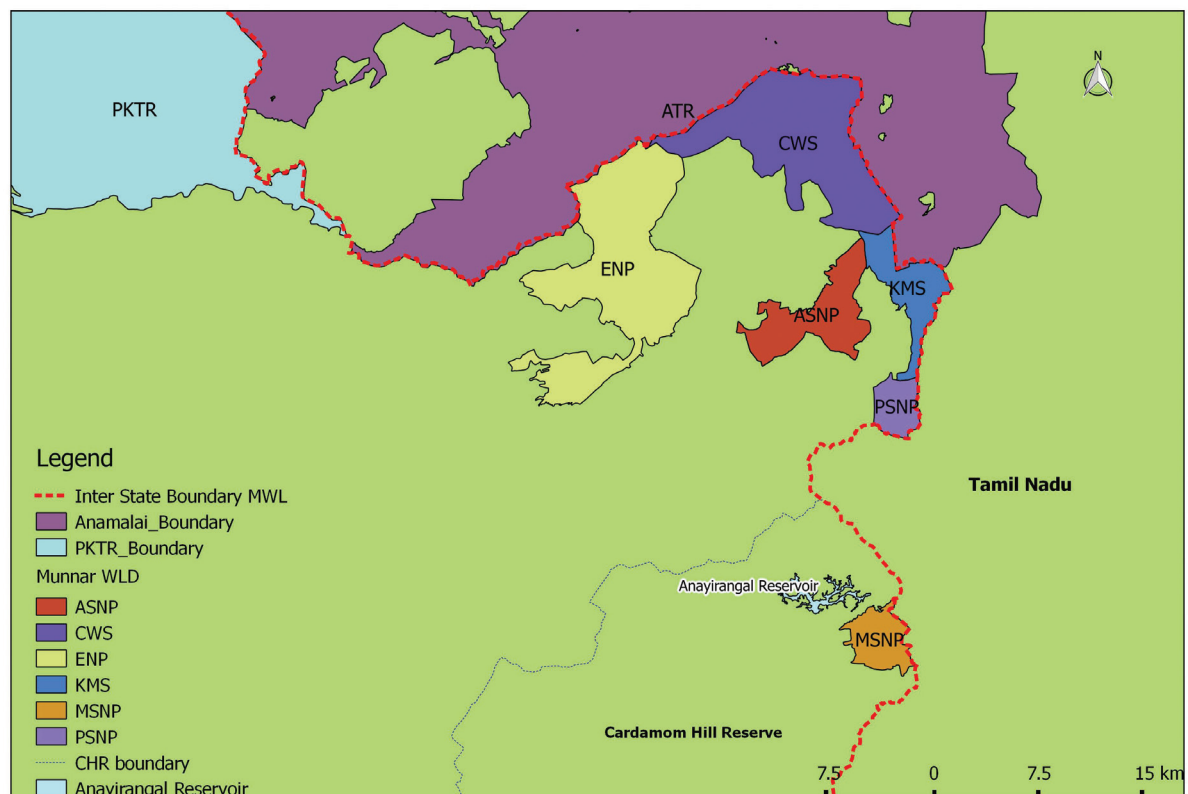 N
PKTR
ATR
CWS
ENP
KMS
ASNP
PSNP
Tamil Nadu
Anayirangal Reservoir
MSNP
Cardamom Hill Reserve
Legend
Inter State Boundary MWL
Anamalai_Boundary
PKTR_Boundary
Munnar WLD
ASNP
CWS
ENP
KMS
MSNP
PSNP
CHR boundary
Anayirangal Reservoir
7.5 0 7.5 15 km